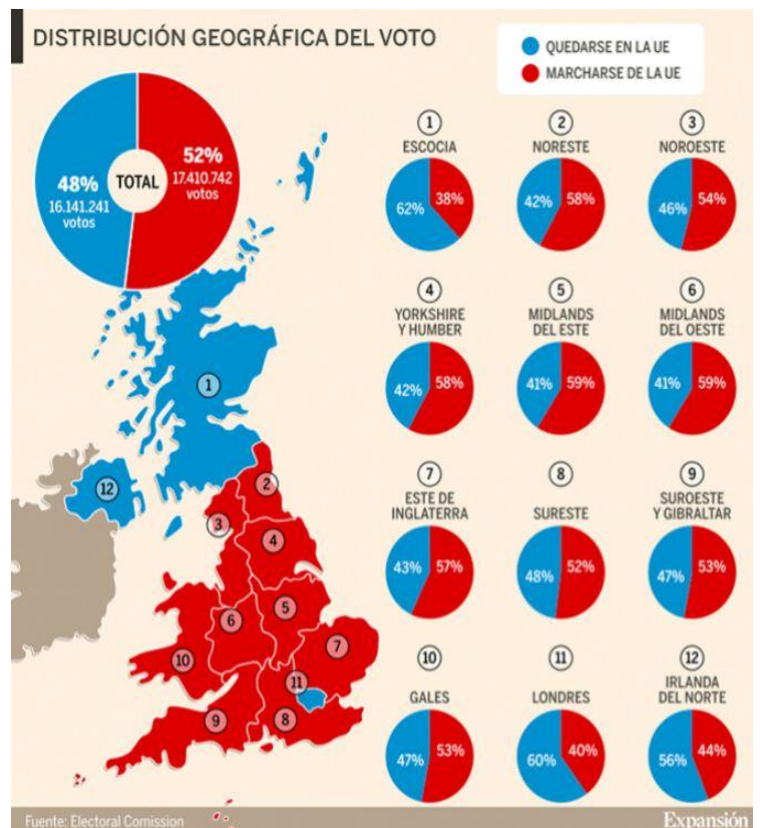 DISTRIBUCIÓN GEOGRÁFICA DEL VOTO
QUEDARSE EN LA UE
MARCHARSE DE LA UE
48%
16.141.241
votos
TOTAL
52%
17.410.742
votos
1
ESCOCIA
62% 38%
2
NORESTE
42% 58%
3
NOROESTE
46% 54%
4
YORKSHIRE
Y HUMBER
42% 58%
5
MIDLANDS
DEL ESTE
41% 59%
6
MIDLANDS
DEL OESTE
41% 59%
7
ESTE DE
INGLATERRA
43% 57%
8
SURESTE
48% 52%
9
SUROESTE
Y GIBRALTAR
47% 53%
10
GALES
47% 53%
11
LONDRES
60% 40%
12
IRLANDA
DEL NORTE
56% 44%
1
12
2
3
4
5
6
7
10
11
9
8
Fuente: Electoral Comission
Expansión